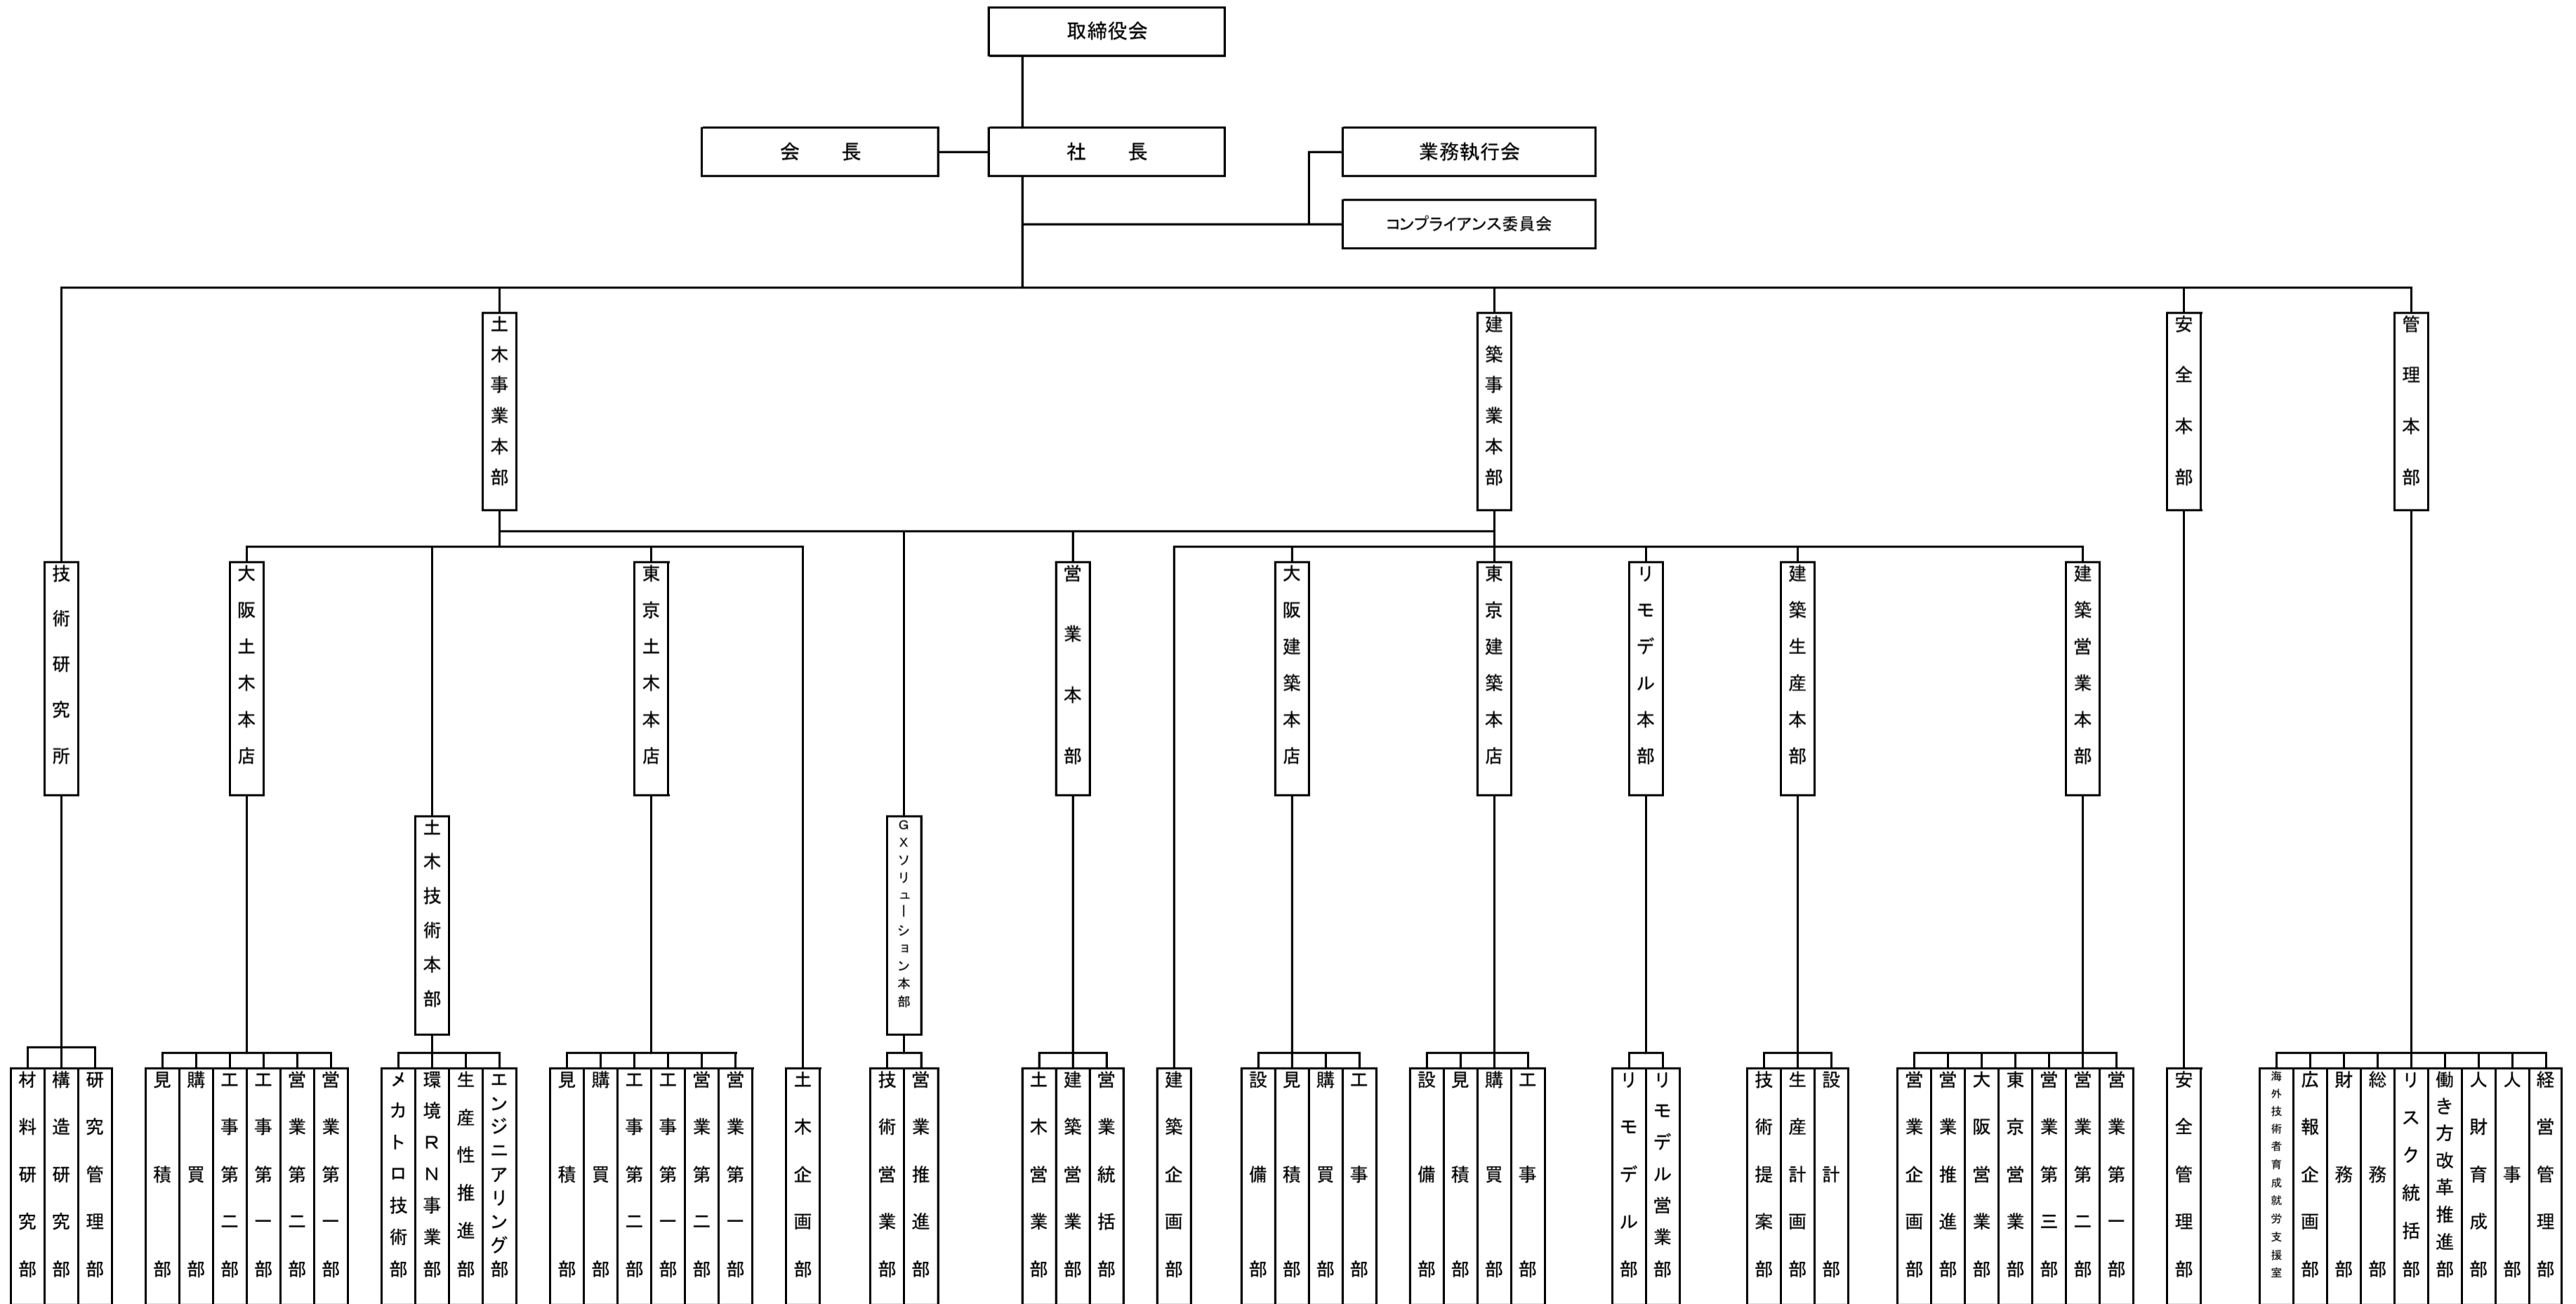 取締役会
会長
社長
業務執行会
コンプライアンス委員会
土木事業本部
建築事業本部
安全本部
管理本部
技術研究所
大阪土木本店
東京土木本店
営業本部
大阪建築本店
東京建築本店
リモデル本部
建築生産本部
建築営業本部
土木技術本部
GXソリューション本部
材料研究部
構造研究部
研究管理部
見積部
購買部
工事第二部
工事第一部
営業第二部
営業第一部
メカトロ技術部
環境RN事業部
生産性推進部
エンジニアリング部
見積部
購買部
工事第二部
工事第一部
営業第二部
営業第一部
土木企画部
技術営業部
営業推進部
土木営業部
建築営業部
営業統括部
建築企画部
設備部
見積部
購買部
工事部
設備部
見積部
購買部
工事部
リモデル部
リモデル営業部
技術提案部
生産計画部
設計部
営業企画部
営業推進部
大阪営業部
東京営業部
営業第三部
営業第二部
営業第一部
安全管理部
海外技術者育成就労支援室
広報企画部
財務部
総務部
リスク統括部
働き方改革推進部
人財育成部
人事部
経営管理部